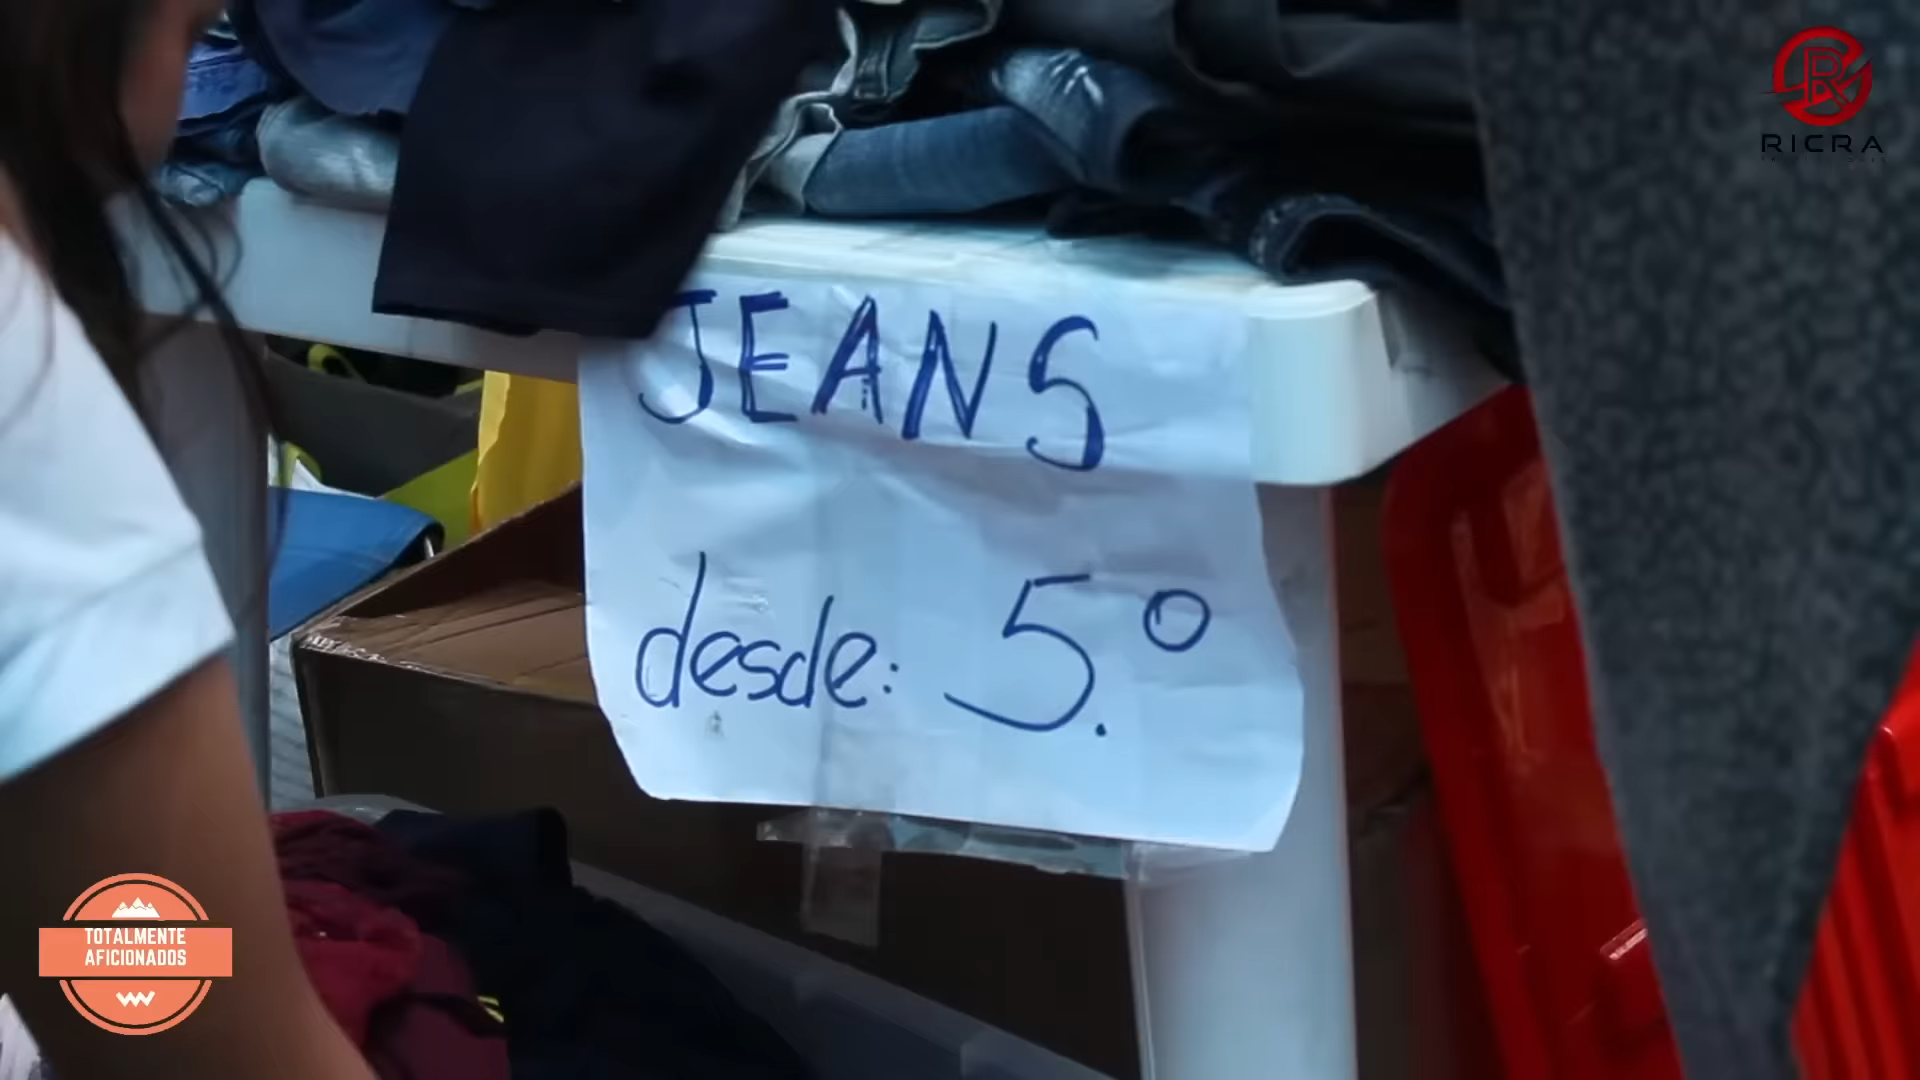 RICRA
JEANS
desde: 5.º
TOTALMENTE
AFICIONADOS